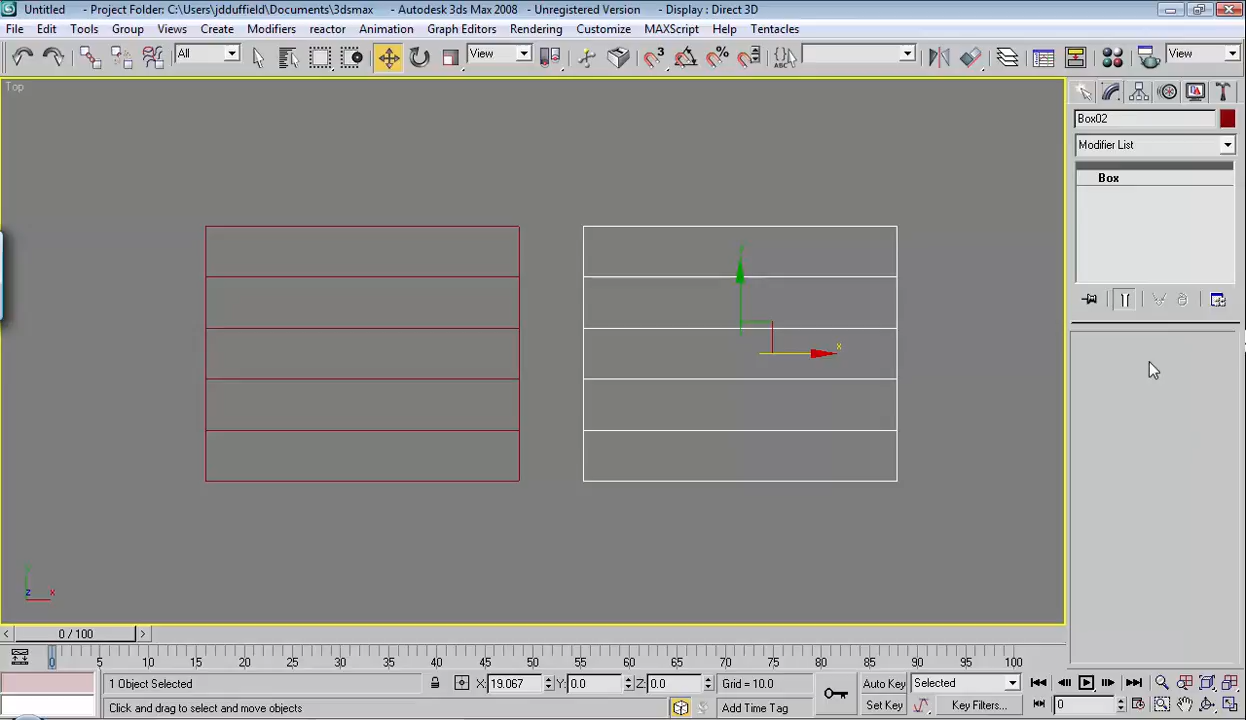 Untitled - Project Folder: C:\Users\jdduffield\Documents\3dsmax - Autodesk 3ds Max 2008 - Unregistered Version - Display : Direct 3D
File Edit Tools Group Views Create Modifiers reactor Animation Graph Editors Rendering Customize MAXScript Help Tentacles
All View View
Top
Box02
Modifier List
Box
x
y
z x
0 / 100
0 5 10 15 20 25 30 35 40 45 50 55 60 65 70 75 80 85 90 95 100
1 Object Selected X: 19.067 Y: 0.0 Z: 0.0 Grid = 10.0 Auto Key Selected
Click and drag to select and move objects Add Time Tag Set Key Key Filters... 0